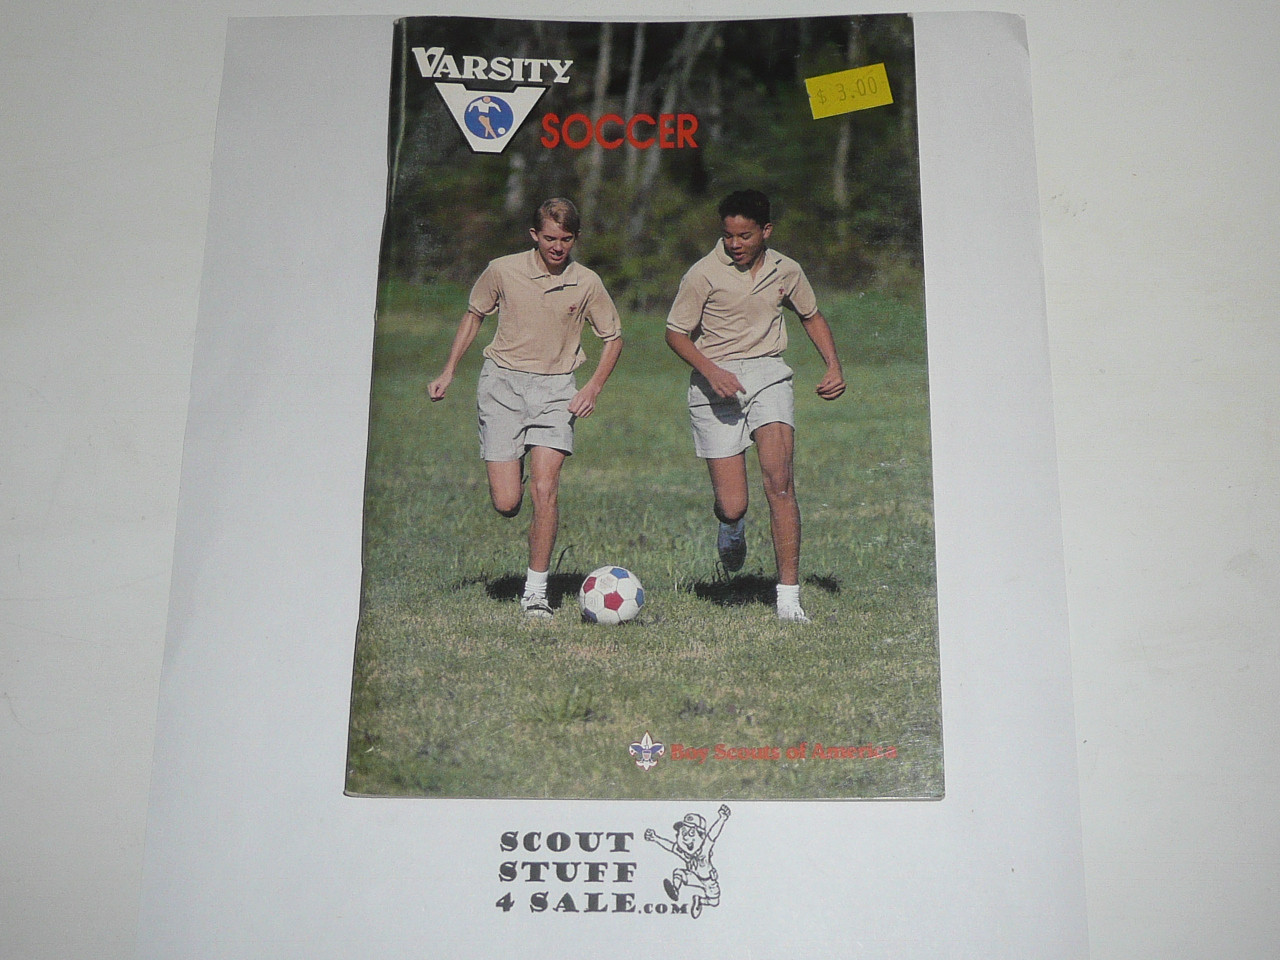 VARSITY
SOCCER
$ 3.00
Boy Scouts of America
SCOUT
STUFF
4 SALE.COM